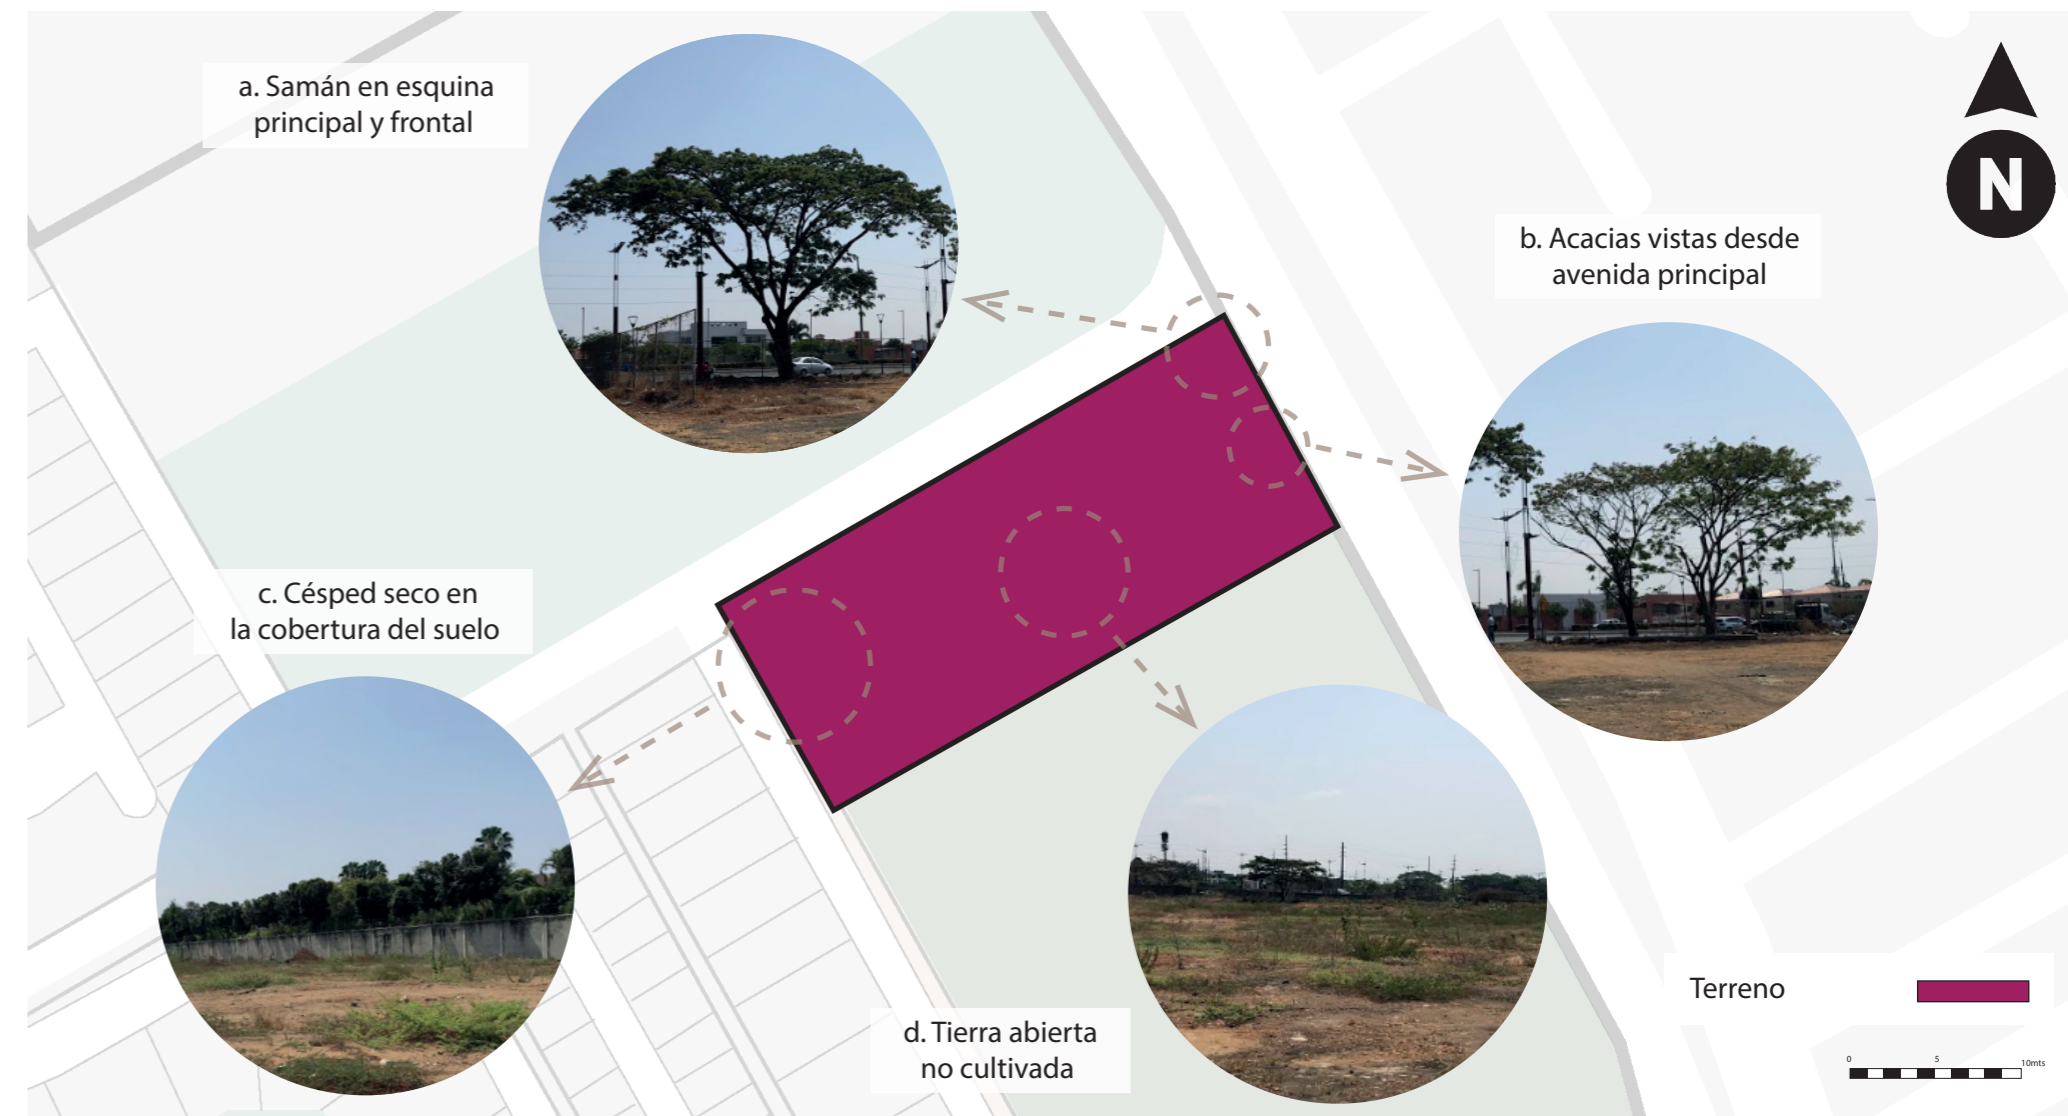 a. Samán en esquina
principal y frontal
N
b. Acacias vistas desde
avenida principal
c. Césped seco en
la cobertura del suelo
d. Tierra abierta
no cultivada
Terreno
0 5 10mts